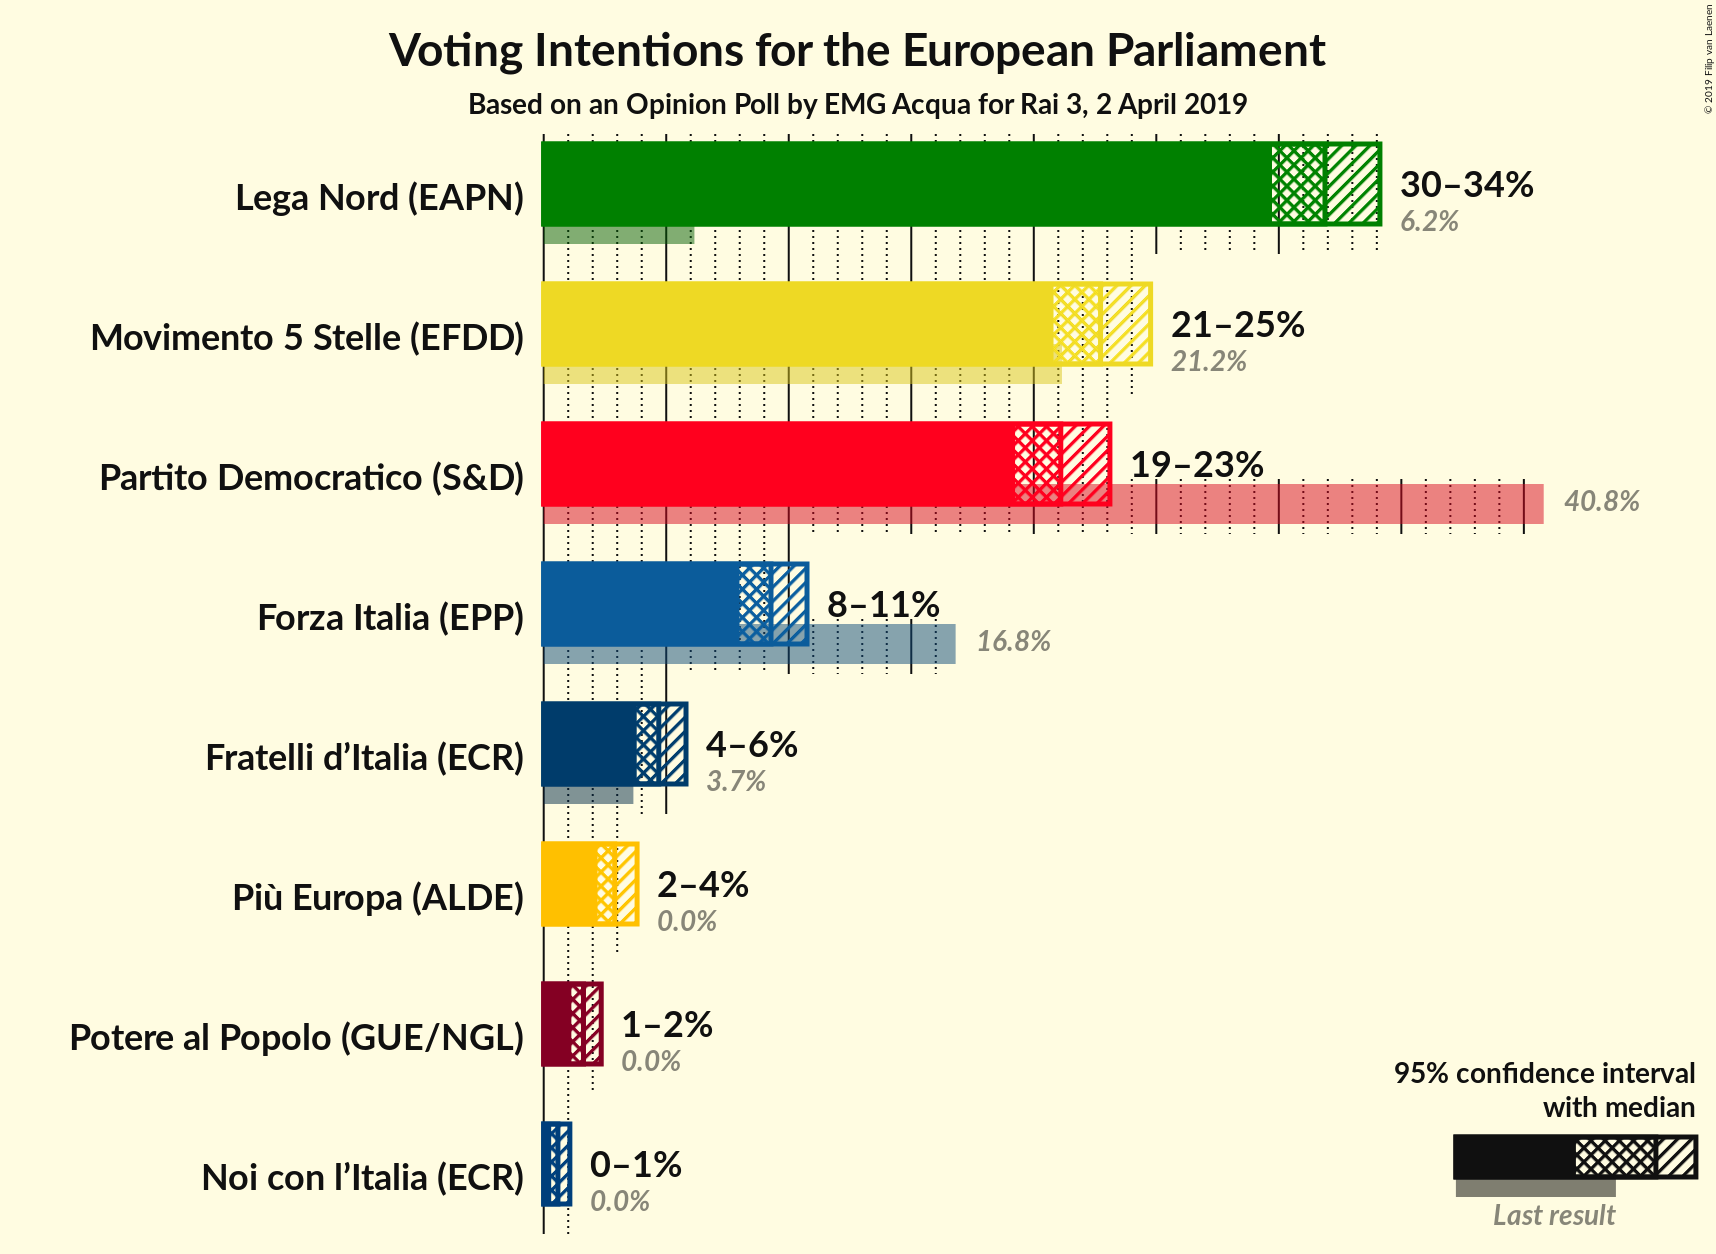 Voting Intentions for the European Parliament
Based on an Opinion Poll by EMG Acqua for Rai 3, 2 April 2019
© 2019 Filip van Laenen
Lega Nord (EAPN)
30–34%
6.2%
Movimento 5 Stelle (EFDD)
21–25%
21.2%
Partito Democratico (S&D)
19–23%
40.8%
Forza Italia (EPP)
8–11%
16.8%
Fratelli d’Italia (ECR)
4–6%
3.7%
Più Europa (ALDE)
2–4%
0.0%
Potere al Popolo (GUE/NGL)
1–2%
0.0%
Noi con l’Italia (ECR)
0–1%
0.0%
95% confidence interval
with median
Last result